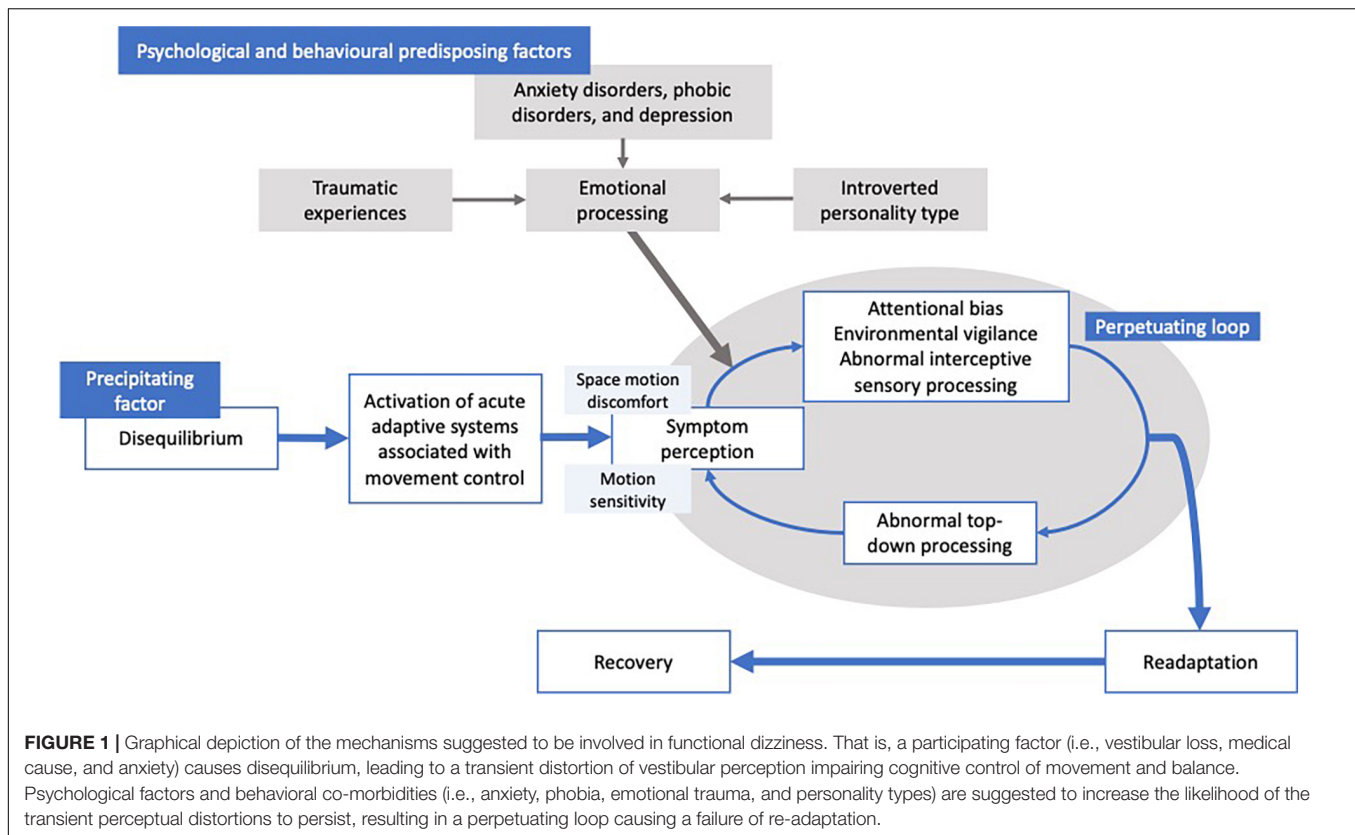 Psychological and behavioural predisposing factors
Anxiety disorders, phobic
disorders, and depression
Traumatic
experiences
Emotional
processing
Introverted
personality type
Attentional bias
Environmental vigilance
Abnormal interceptive
sensory processing
Perpetuating loop
Precipitating
factor
Disequilibrium
Activation of acute
adaptive systems
associated with
movement control
Space motion
discomfort
Symptom
perception
Motion
sensitivity
Abnormal top-
down processing
Recovery
Readaptation
FIGURE 1 | Graphical depiction of the mechanisms suggested to be involved in functional dizziness. That is, a participating factor (i.e., vestibular loss, medical
cause, and anxiety) causes disequilibrium, leading to a transient distortion of vestibular perception impairing cognitive control of movement and balance.
Psychological factors and behavioral co-morbidities (i.e., anxiety, phobia, emotional trauma, and personality types) are suggested to increase the likelihood of the
transient perceptual distortions to persist, resulting in a perpetuating loop causing a failure of re-adaptation.